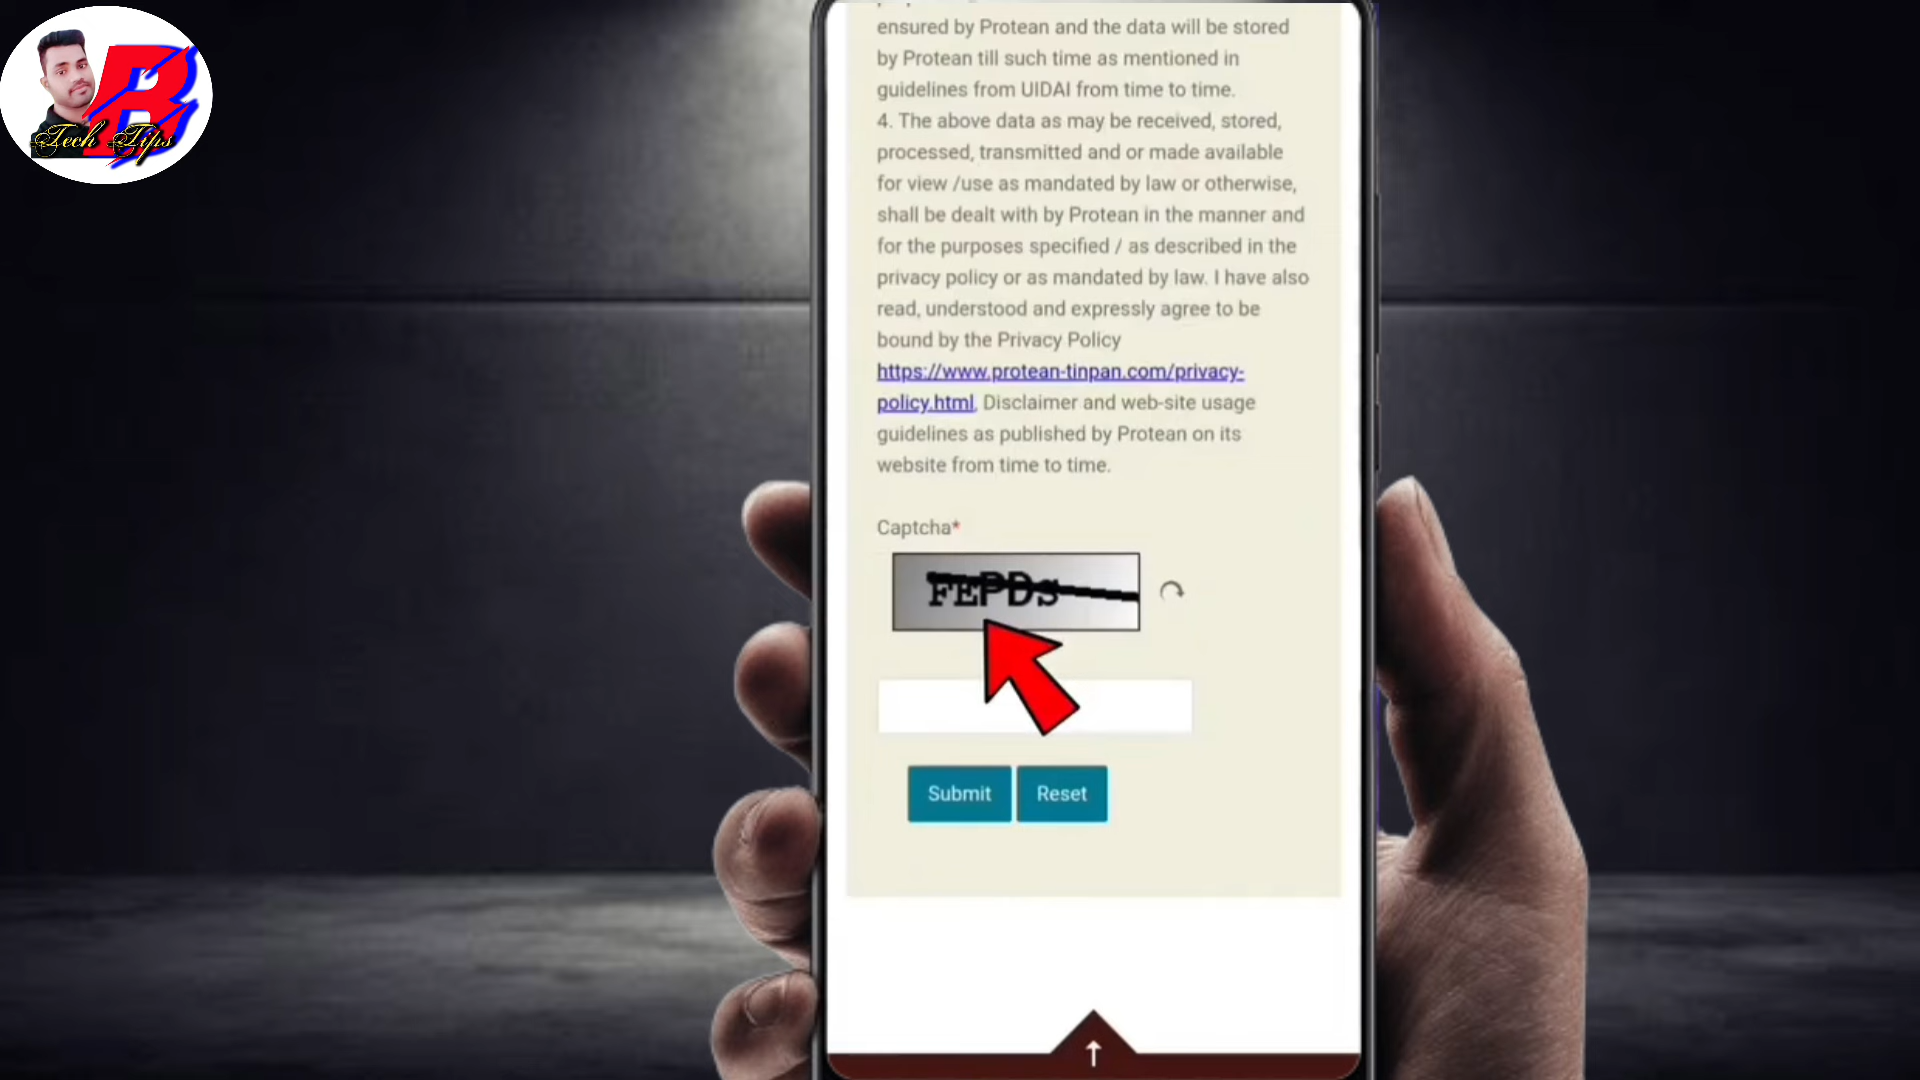 Tech Tips
ensured by Protean and the data will be stored
by Protean till such time as mentioned in
guidelines from UIDAI from time to time.
4. The above data as may be received, stored,
processed, transmitted and or made available
for view /use as mandated by law or otherwise,
shall be dealt with by Protean in the manner and
for the purposes specified / as described in the
privacy policy or as mandated by law. I have also
read, understood and expressly agree to be
bound by the Privacy Policy
https://www.protean-tinpan.com/privacy-
policy.html, Disclaimer and web-site usage
guidelines as published by Protean on its
website from time to time.
Captcha*
FEPDS
Submit Reset